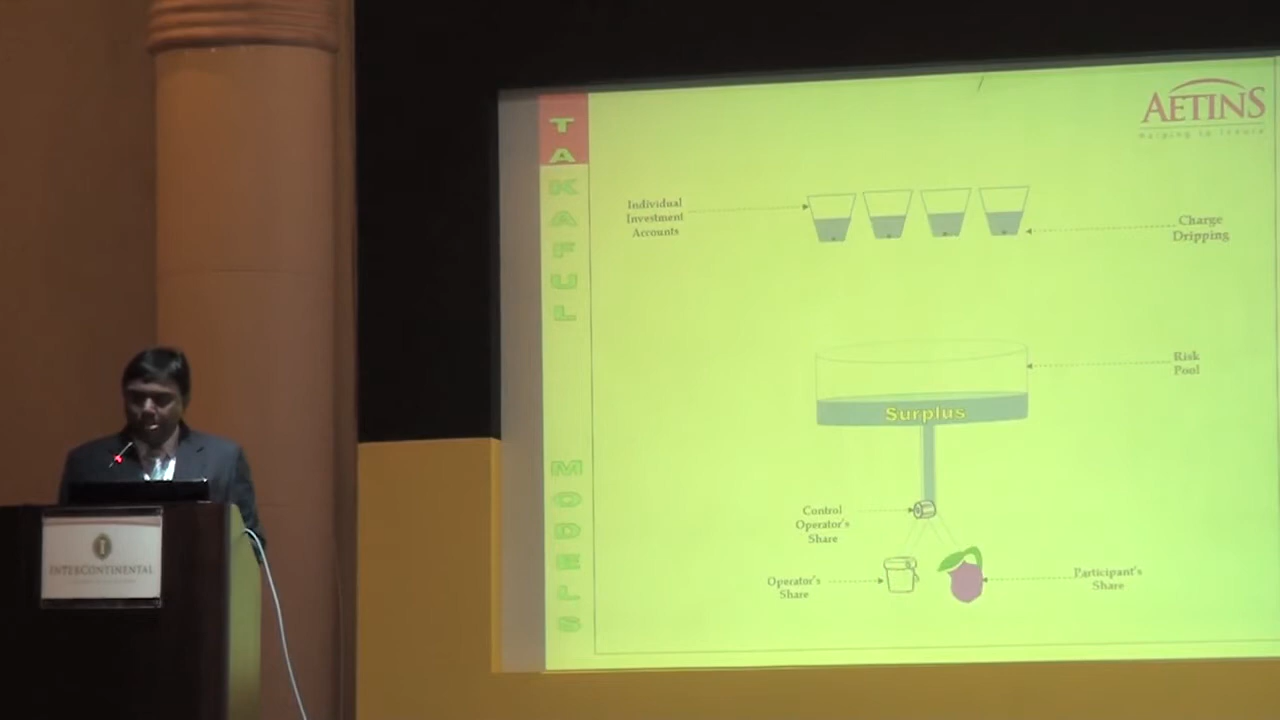 TAKAFUL MODELS
AETINS
Helping to Insure
Individual
Investment
Accounts
Charge
Dripping
Risk
Pool
Surplus
Control
Operator's
Share
Operator's
Share
Participant's
Share
INTERCONTINENTAL